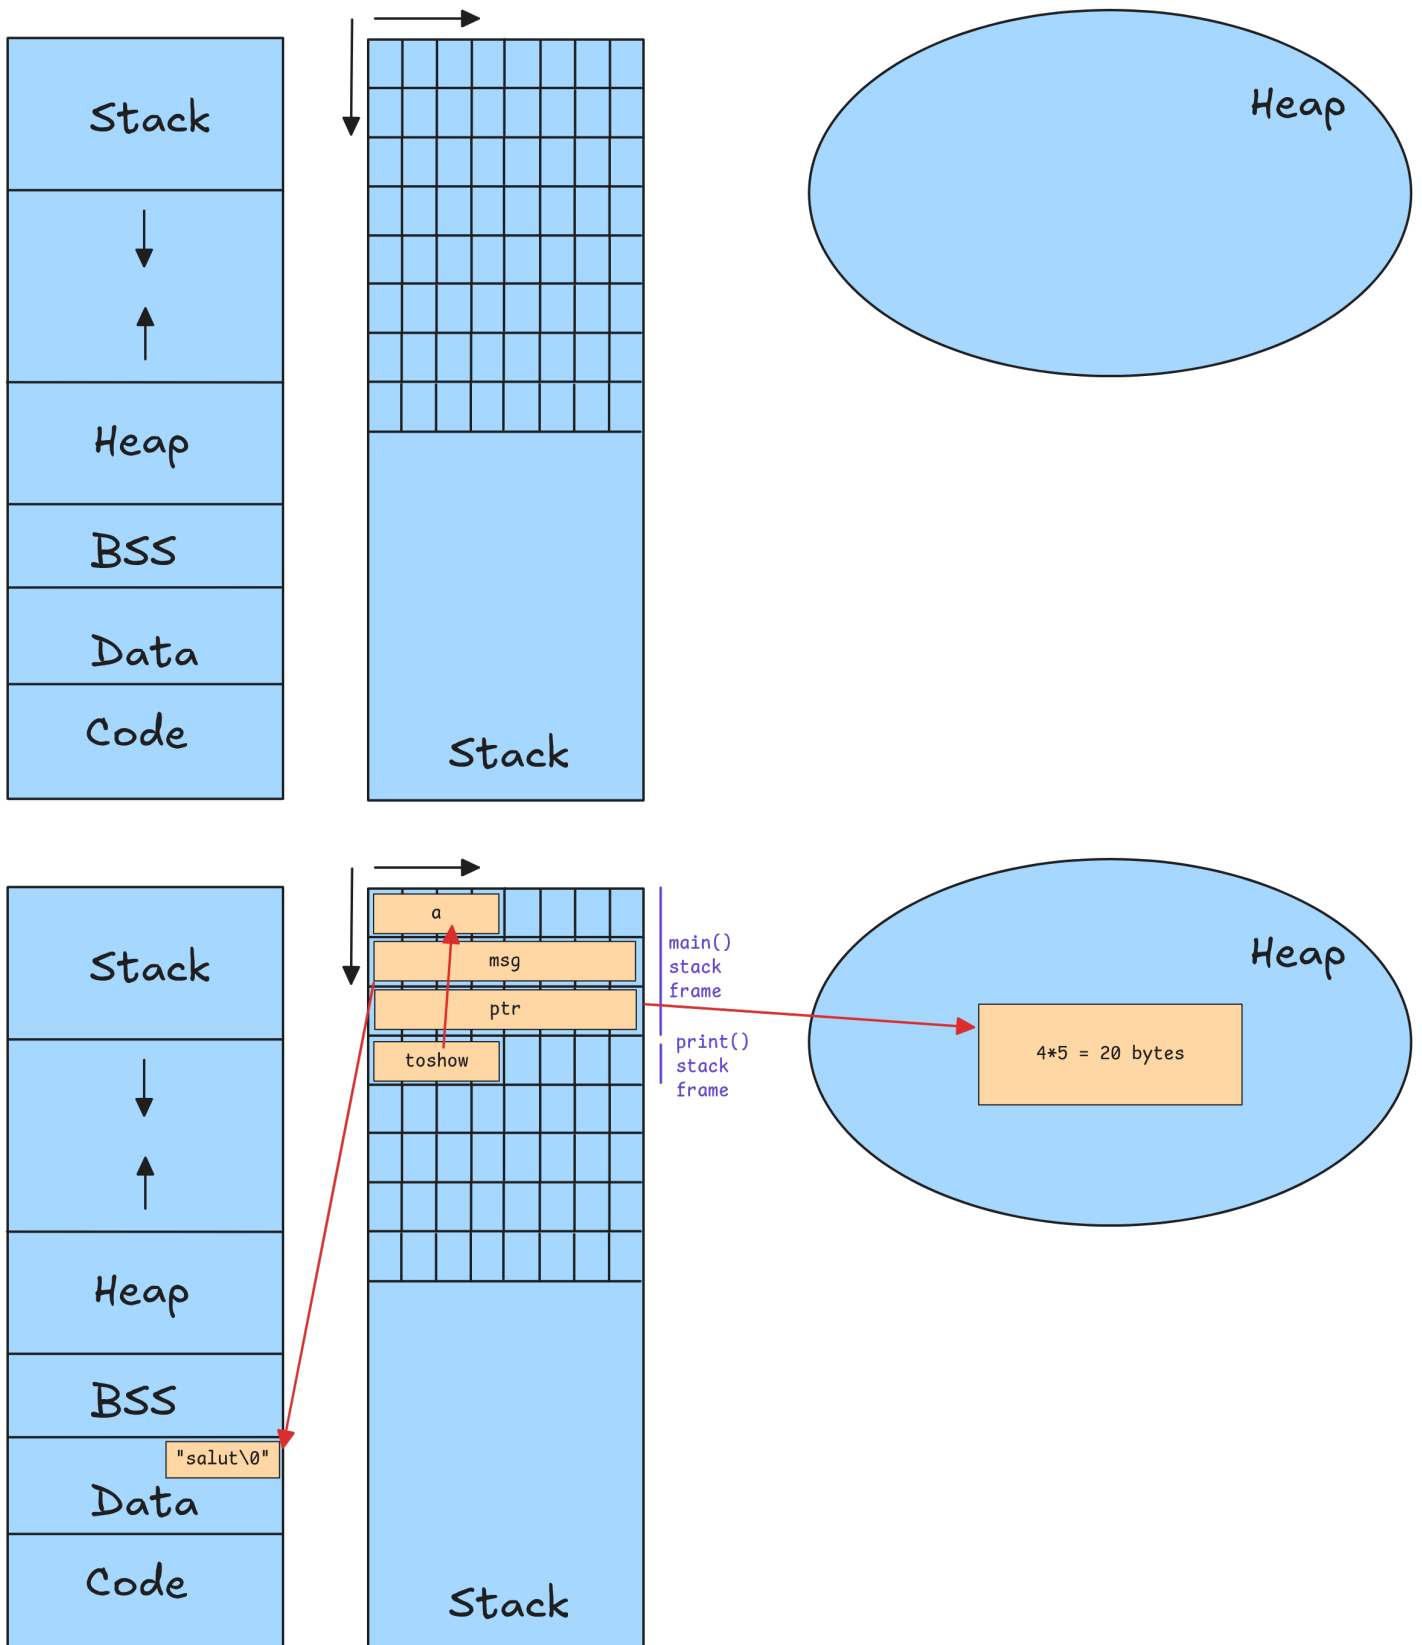 Stack
Heap
BSS
Data
Code
Stack
Heap
Stack
Heap
BSS
"salut\0"
Data
Code
a
msg
ptr
toshow
Stack
main()
stack
frame
print()
stack
frame
Heap
4*5 = 20 bytes